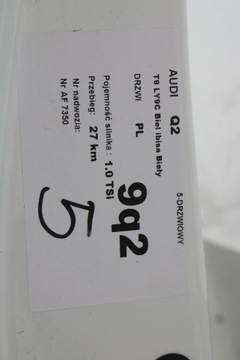 AUDI Q2 5-DRZWIOWY
T9 LY9C Biel ibisa Biały
DRZWI PL 9q2
Pojemność silnika : 1.0 TSI
Przebieg: 27 km
Nr nadwozia:
Nr AF 7350
5